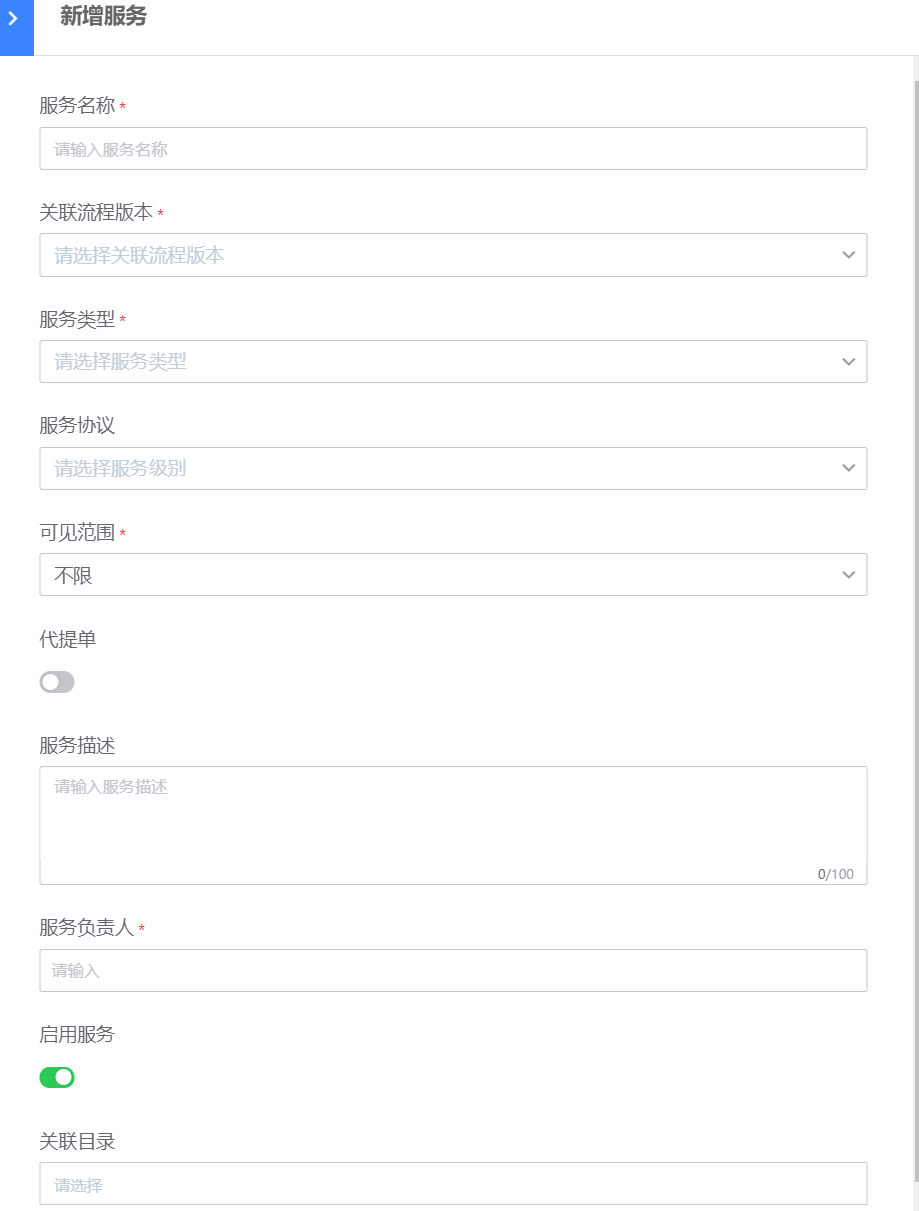 新增服务
服务名称 *
请输入服务名称
关联流程版本 *
请选择关联流程版本
服务类型 *
请选择服务类型
服务协议
请选择服务级别
可见范围 *
不限
代提单
服务描述
请输入服务描述
0/100
服务负责人 *
请输入
启用服务
关联目录
请选择